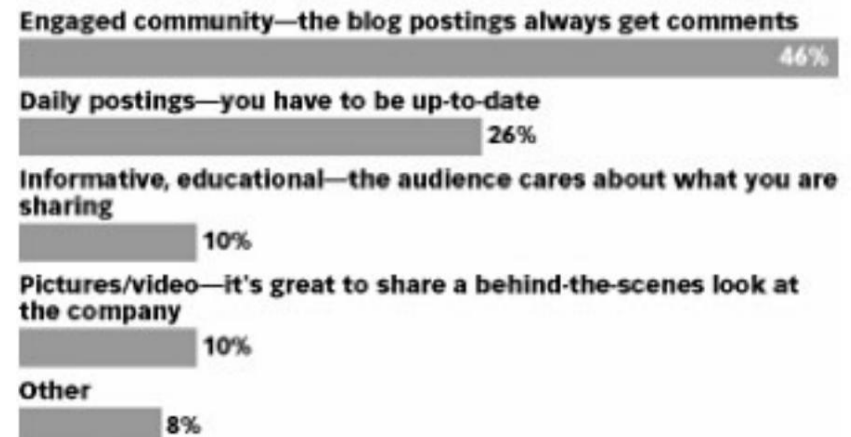 Engaged community—the blog postings always get comments
46%
Daily postings—you have to be up-to-date
26%
Informative, educational—the audience cares about what you are
sharing
10%
Pictures/video—it's great to share a behind-the-scenes look at
the company
10%
Other
8%